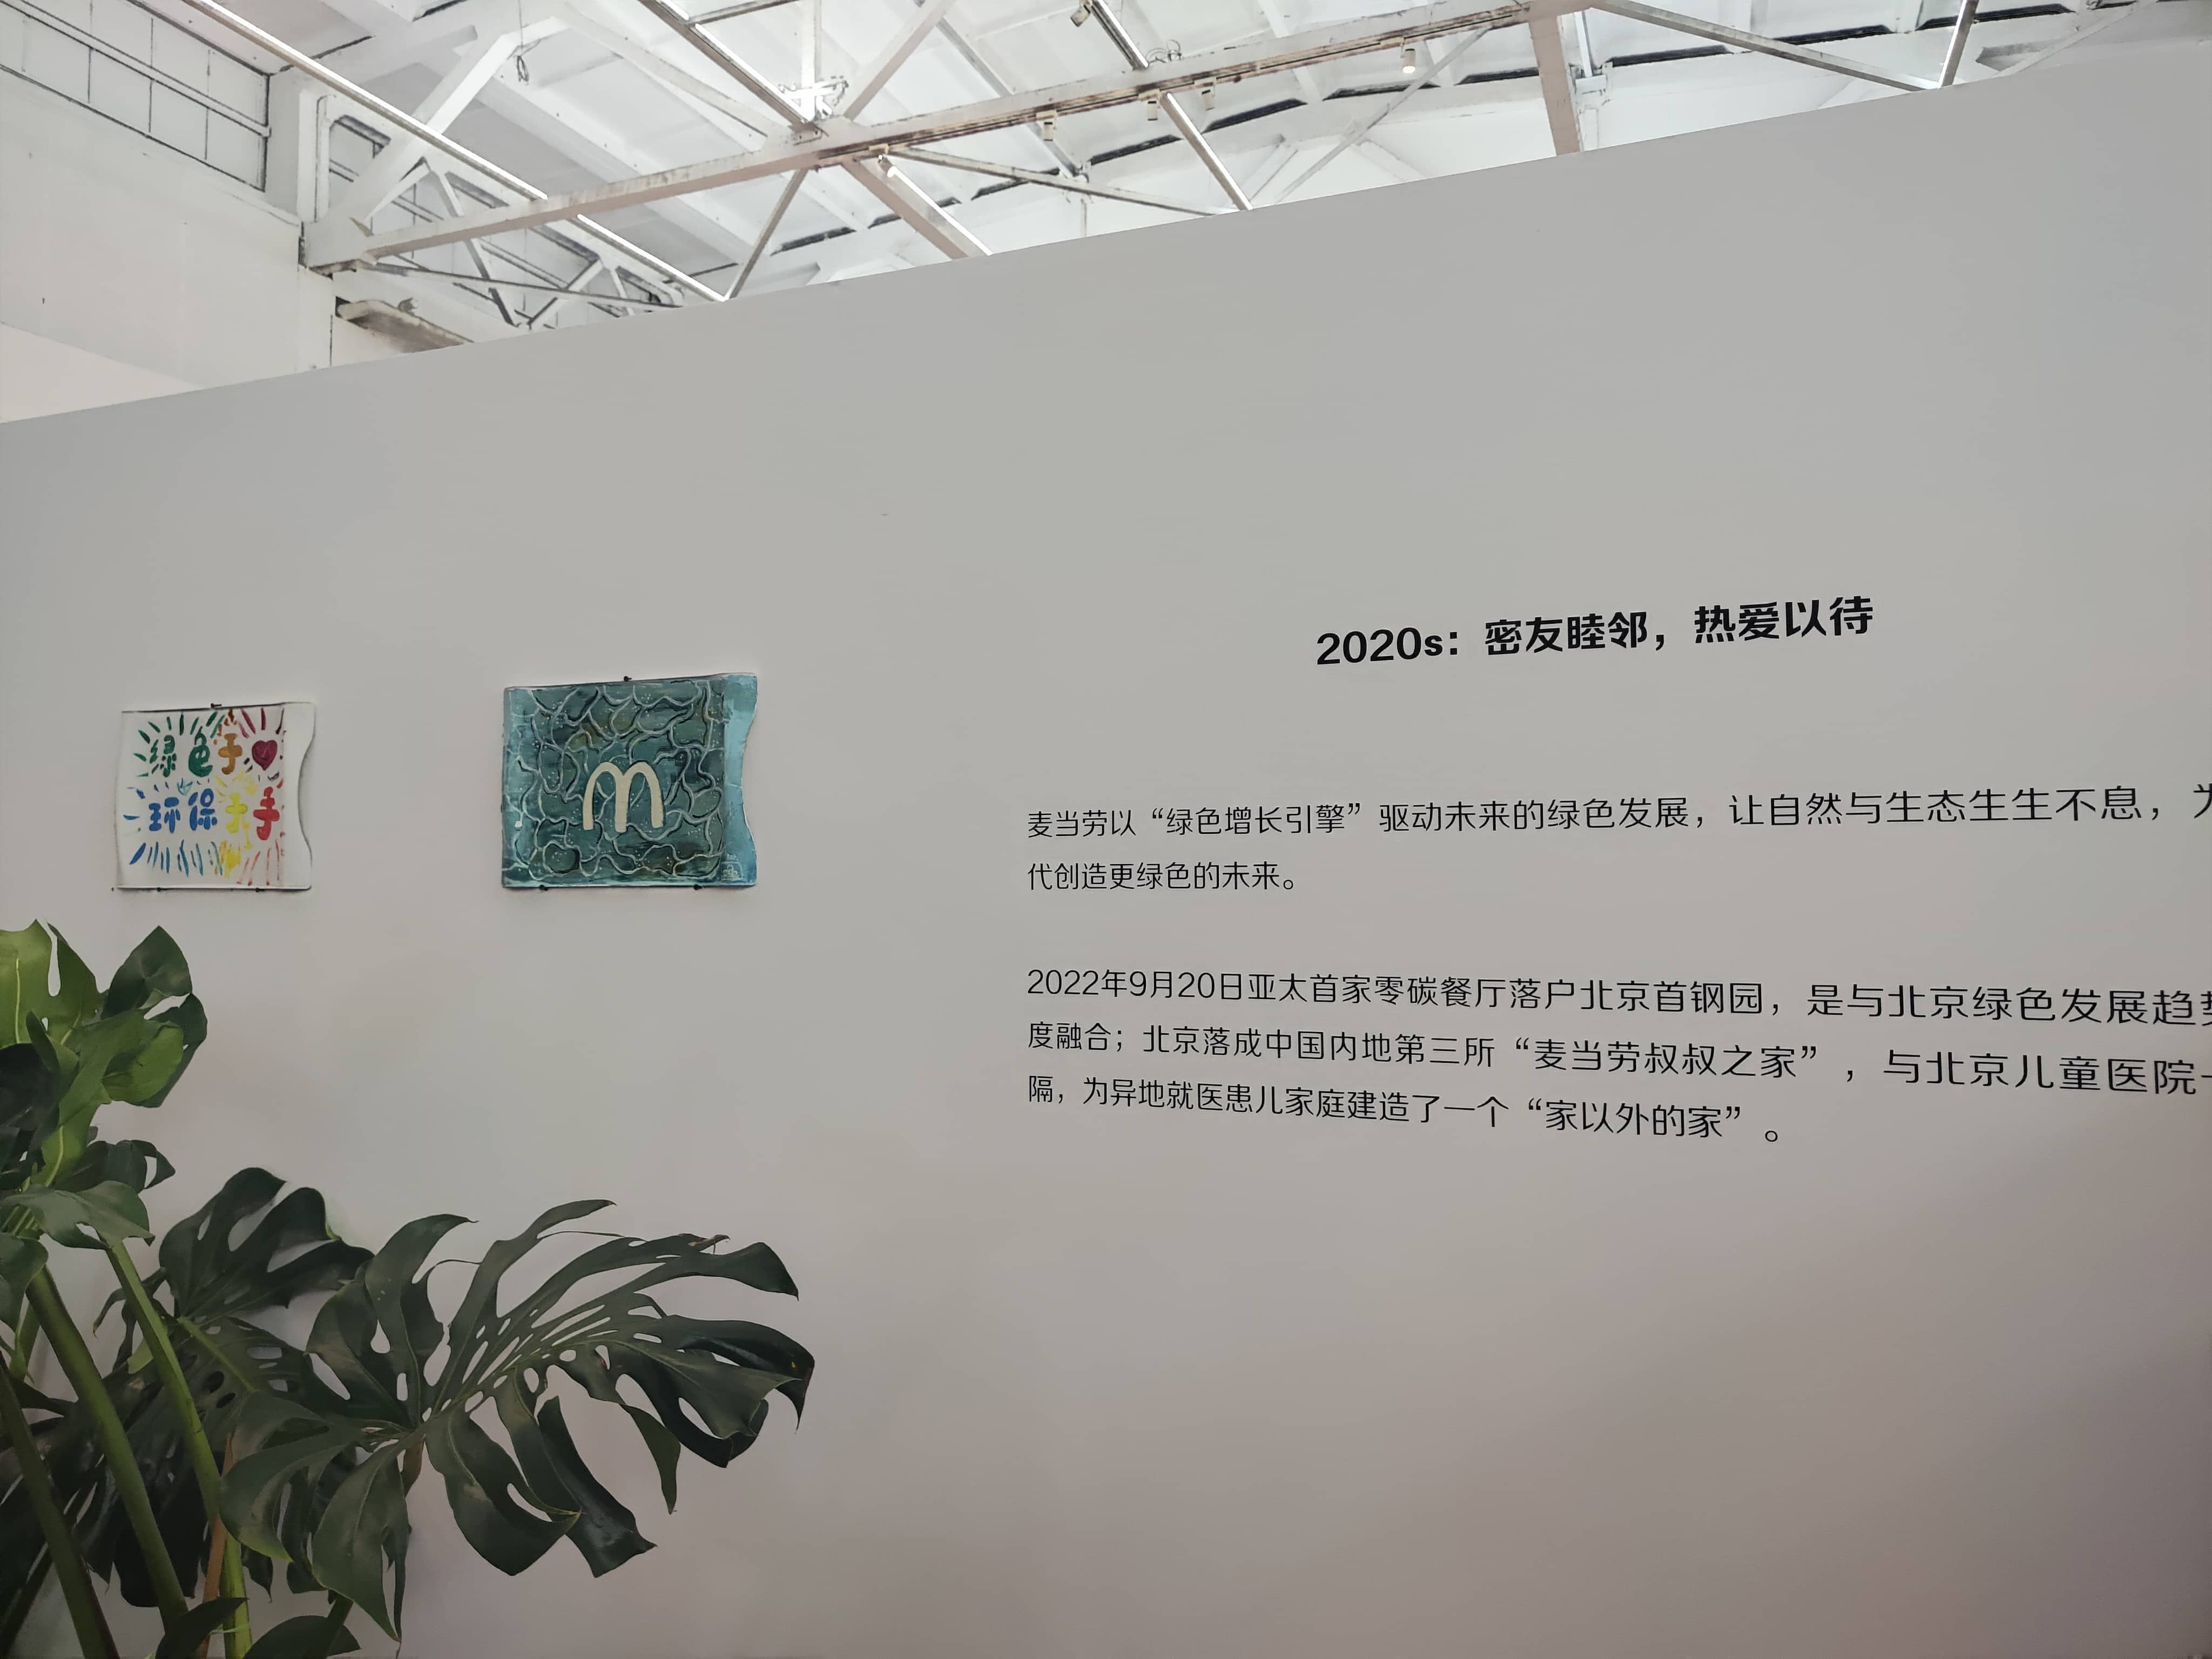 2020s：密友睦邻，热爱以待
绿色于
环保大手
m
麦当劳以“绿色增长引擎”驱动未来的绿色发展，让自然与生态生生不息，为
代创造更绿色的未来。
2022年9月20日亚太首家零碳餐厅落户北京首钢园，是与北京绿色发展趋势
度融合；北京落成中国内地第三所“麦当劳叔叔之家”，与北京儿童医院一
隔，为异地就医患儿家庭建造了一个“家以外的家”。